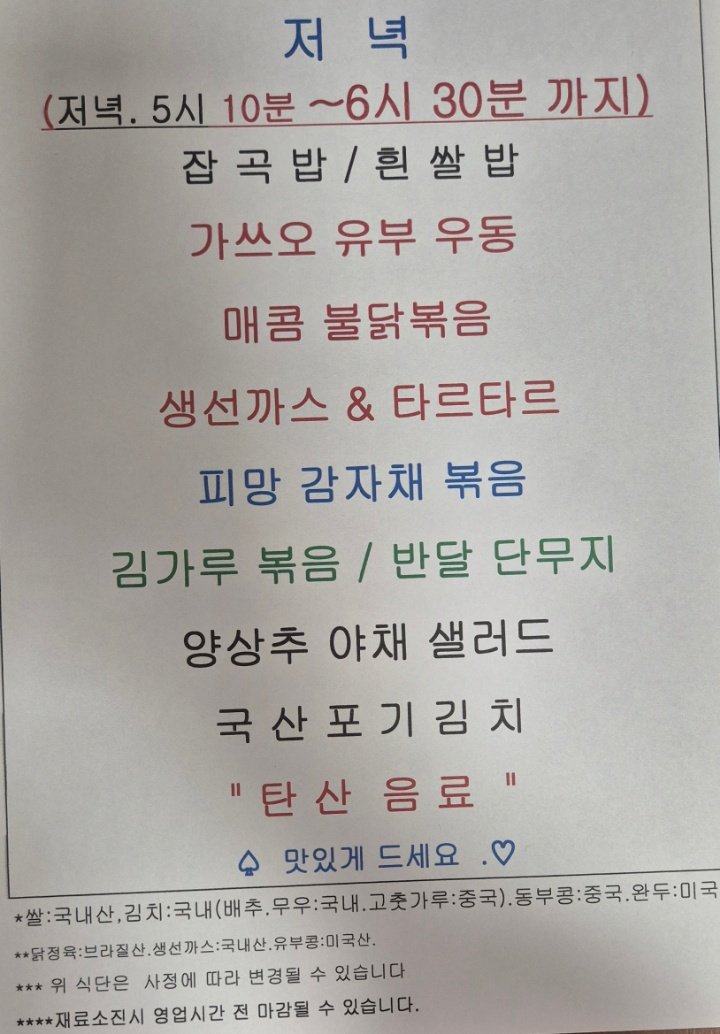 저 녁
(저녁. 5시 10분 ~6시 30분 까지)
잡 곡 밥 / 흰 쌀 밥
가쓰오 유부 우동
매콤 불닭볶음
생선까스 & 타르타르
피망 감자채 볶음
김가루 볶음 / 반달 단무지
양상추 야채 샐러드
국 산 포 기 김 치
" 탄 산 음 료 "
♤ 맛있게 드세요 .♡
*쌀:국내산,김치:국내(배추.무우:국내.고춧가루:중국).동부콩:중국.완두:미국
**닭정육:브라질산.생선까스:국내산.유부콩:미국산.
*** 위 식단은 사정에 따라 변경될 수 있습니다
****재료소진시 영업시간 전 마감될 수 있습니다.